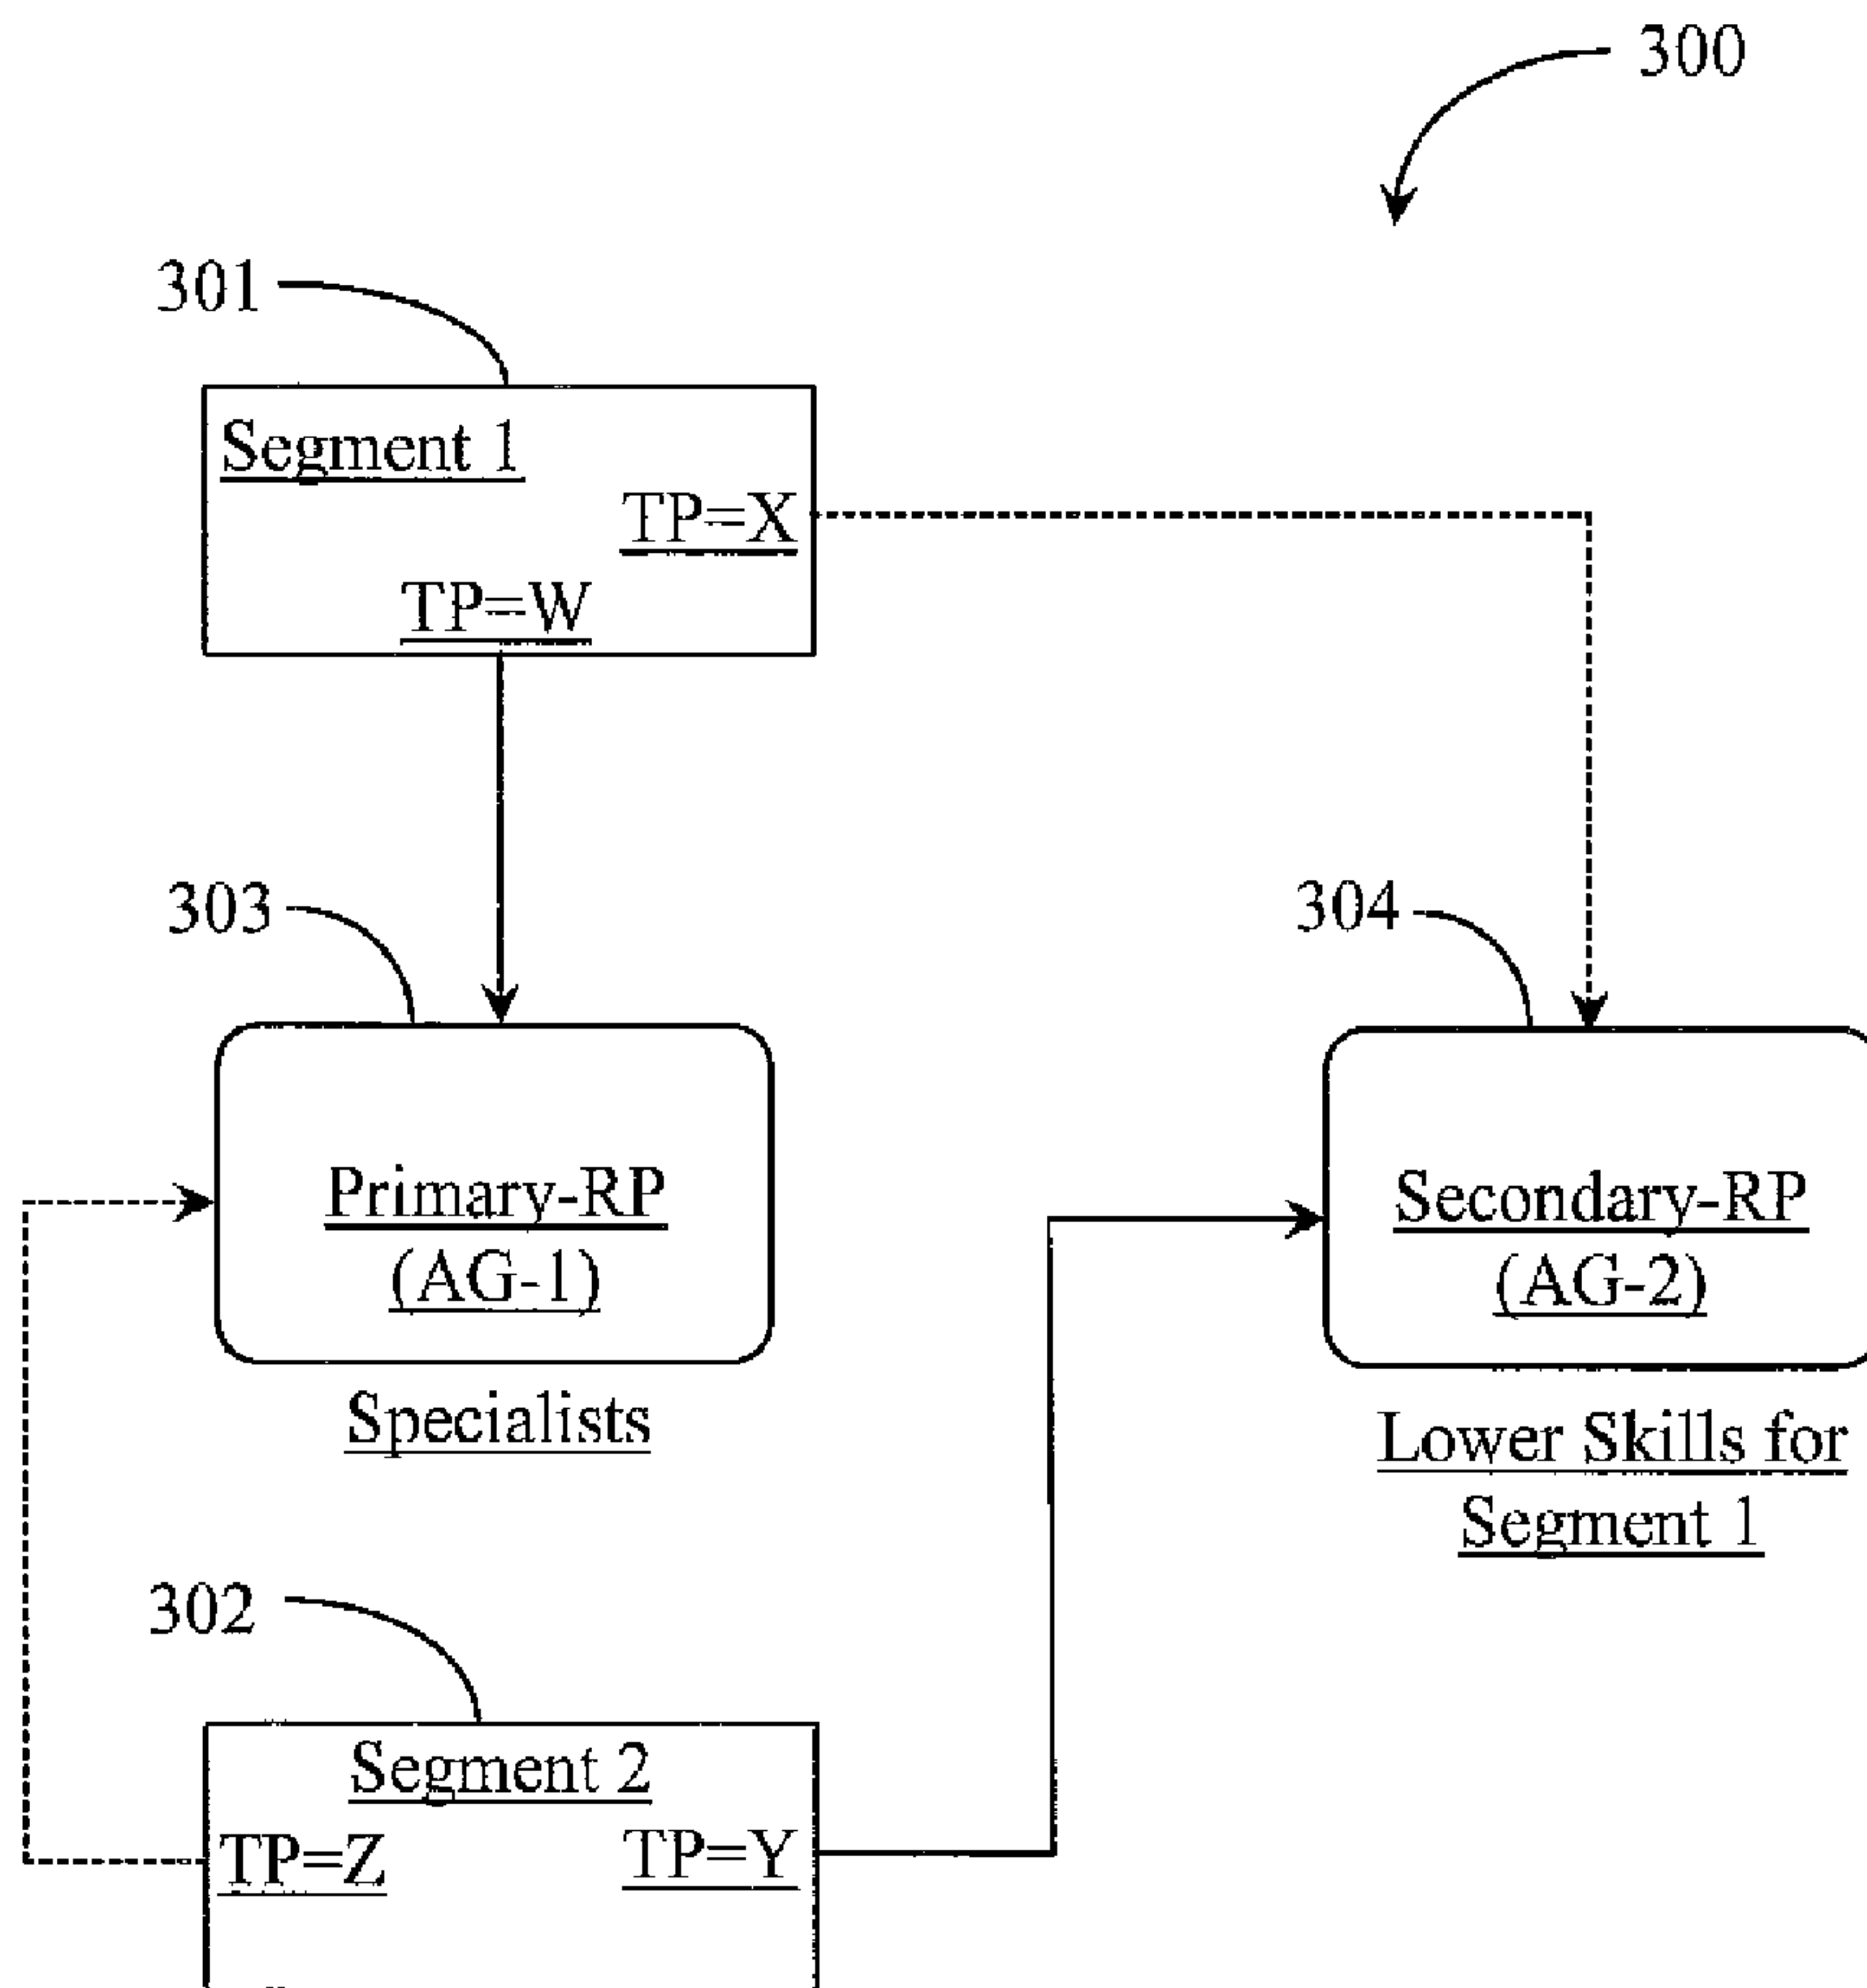 300
301
Segment 1
TP=X
TP=W
303
304
Primary-RP
(AG-1)
Secondary-RP
(AG-2)
Specialists
Lower Skills for
Segment 1
302
Segment 2
TP=Z
TP=Y